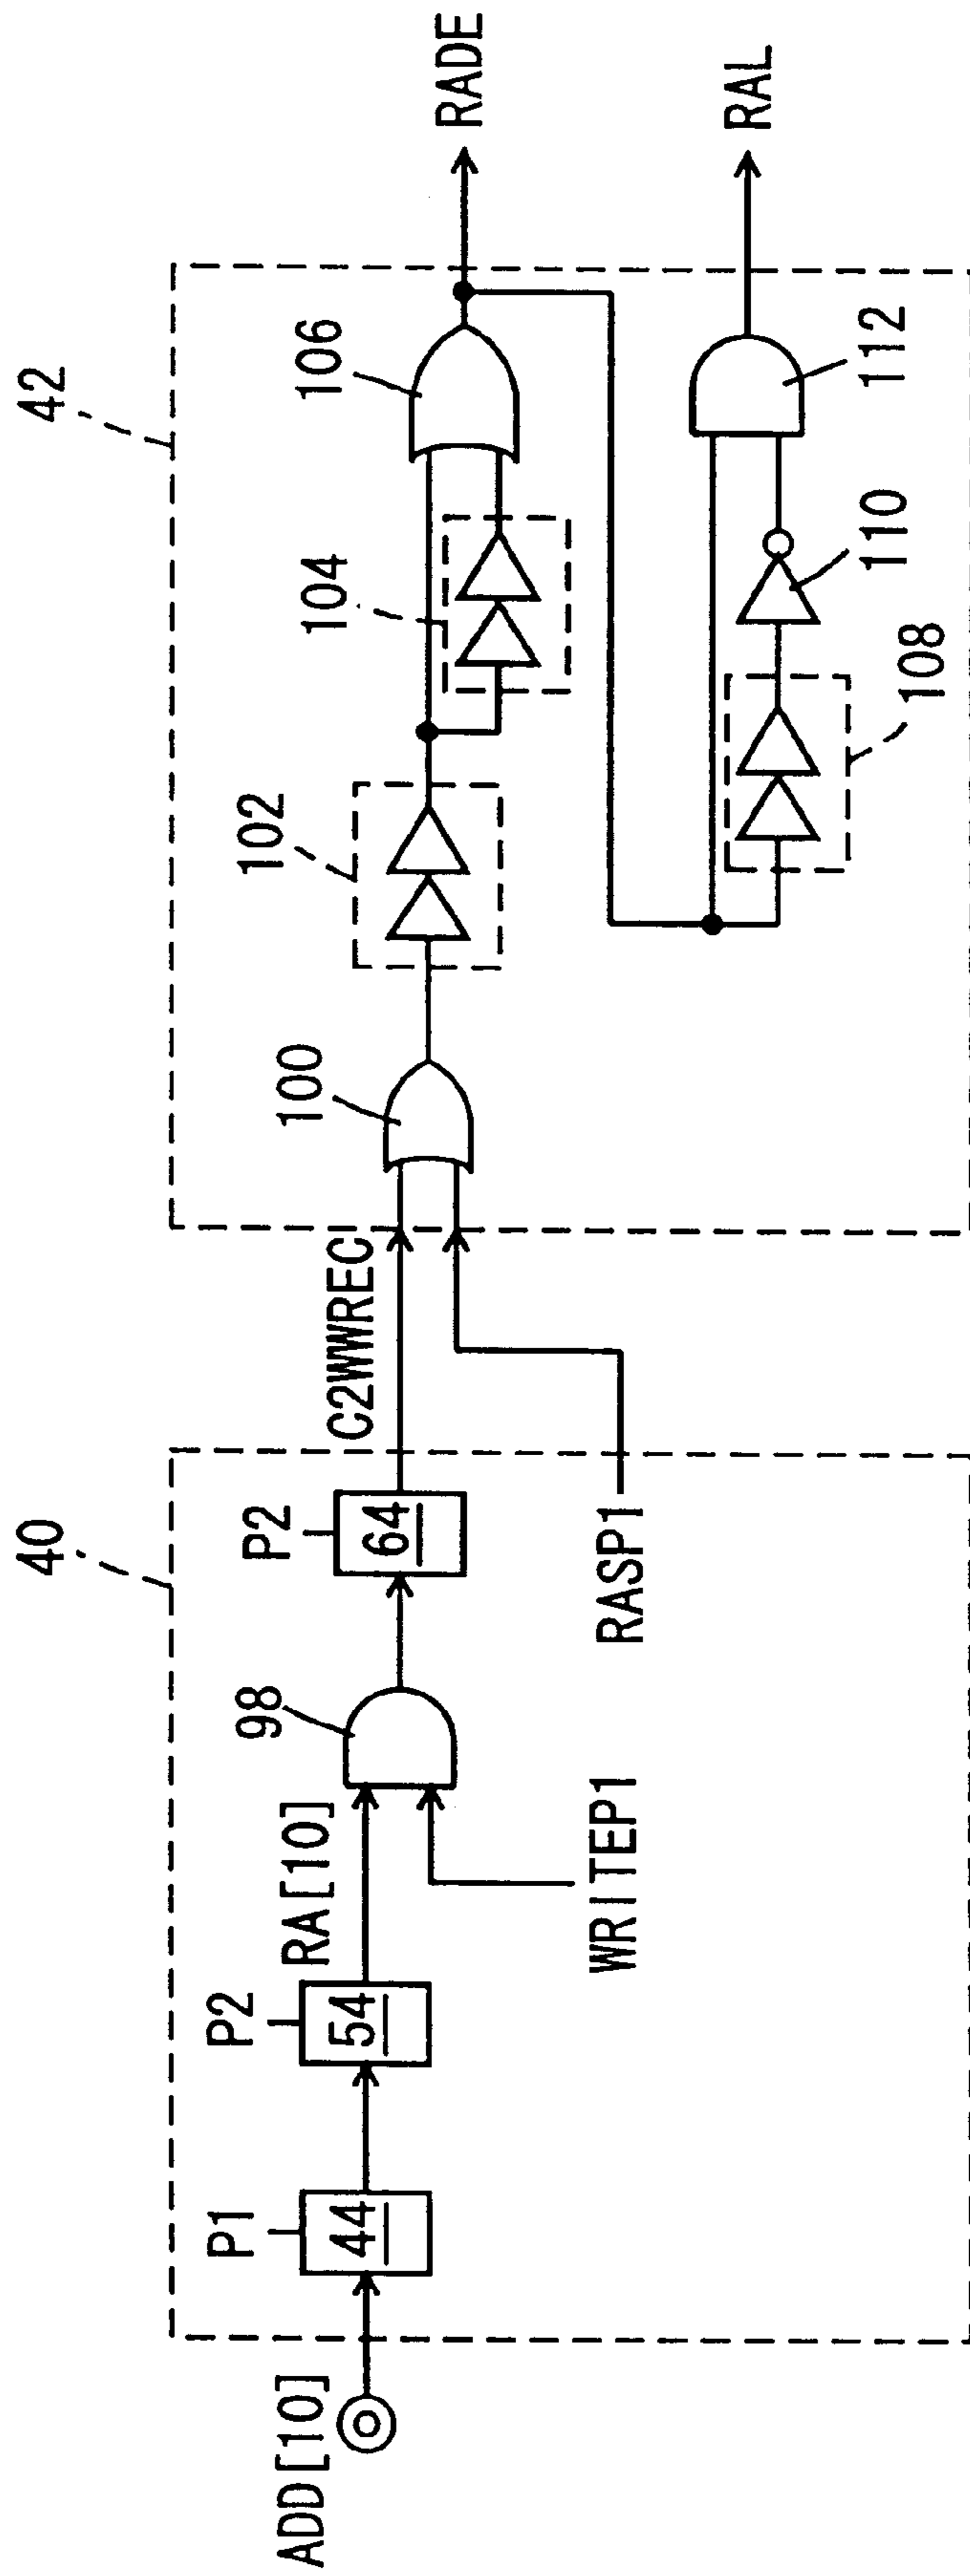 40
42
ADD[10]
P1
44
P2
54
RA[10]
WRITEP1
98
P2
64
C2WWREC
RASP1
100
102
104
106
RADE
108
110
112
RAL